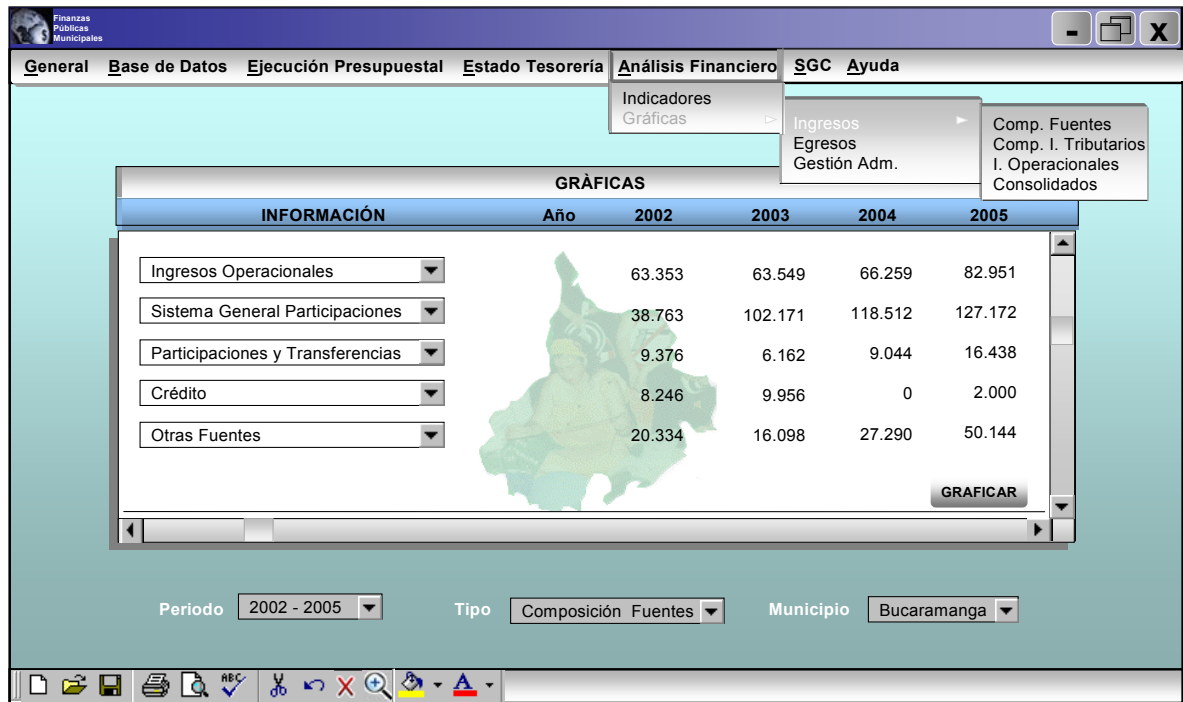 Finanzas
Públicas
Municipales
- X
General Base de Datos Ejecución Presupuestal Estado Tesorería Análisis Financiero SGC Ayuda
Indicadores
Gráficas
Ingresos
Egresos
Gestión Adm.
Comp. Fuentes
Comp. I. Tributarios
I. Operacionales
Consolidados
GRÀFICAS
INFORMACIÓN Año 2002 2003 2004 2005
Ingresos Operacionales 63.353 63.549 66.259 82.951
Sistema General Participaciones 38.763 102.171 118.512 127.172
Participaciones y Transferencias 9.376 6.162 9.044 16.438
Crédito 8.246 9.956 0 2.000
Otras Fuentes 20.334 16.098 27.290 50.144
GRAFICAR
Periodo 2002 - 2005 Tipo Composición Fuentes Municipio Bucaramanga
ABC A